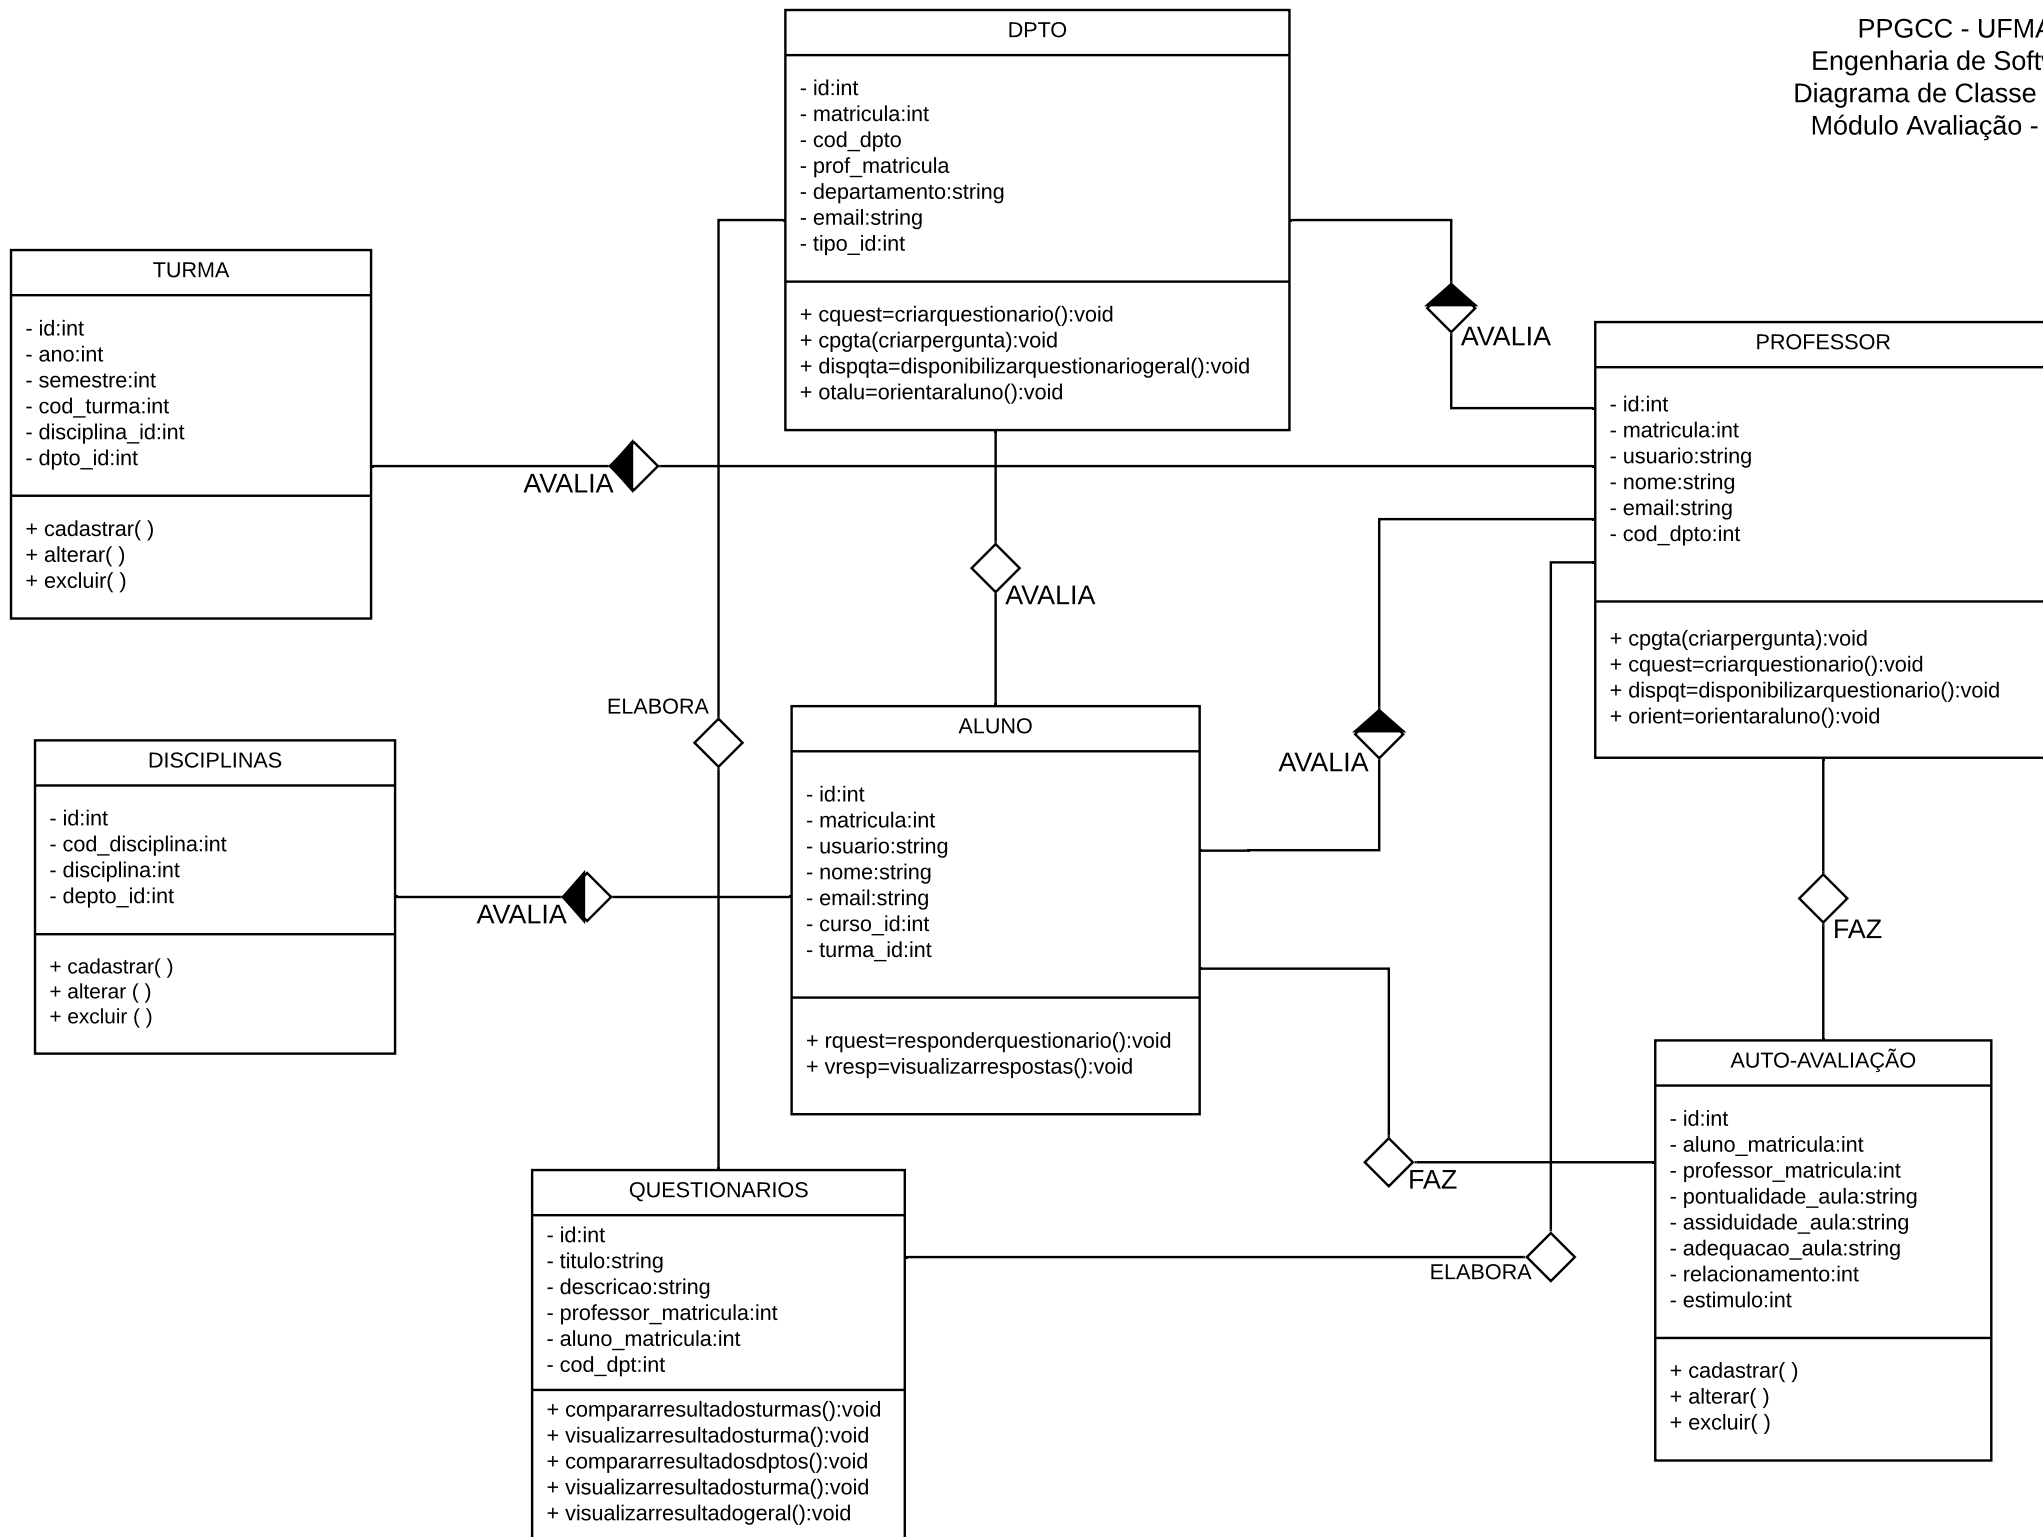 DPTO
- id:int
- matricula:int
- cod_dpto
- prof_matricula
- departamento:string
- email:string
- tipo_id:int
+ cquest=criarquestionario():void
+ cpgta(criarpergunta):void
+ dispqta=disponibilizarquestionariogeral():void
+ otalu=orientaraluno():void
PPGCC - UFMA
Engenharia de Softw
Diagrama de Classe
Módulo Avaliação -
TURMA
- id:int
- ano:int
- semestre:int
- cod_turma:int
- disciplina_id:int
- dpto_id:int
+ cadastrar( )
+ alterar( )
+ excluir( )
AVALIA
AVALIA
PROFESSOR
- id:int
- matricula:int
- usuario:string
- nome:string
- email:string
- cod_dpto:int
+ cpgta(criarpergunta):void
+ cquest=criarquestionario():void
+ dispqt=disponibilizarquestionario():void
+ orient=orientaraluno():void
AVALIA
ELABORA
AVALIA
DISCIPLINAS
- id:int
- cod_disciplina:int
- disciplina:int
- depto_id:int
+ cadastrar( )
+ alterar ( )
+ excluir ( )
AVALIA
ALUNO
- id:int
- matricula:int
- usuario:string
- nome:string
- email:string
- curso_id:int
- turma_id:int
+ rquest=responderquestionario():void
+ vresp=visualizarrespostas():void
FAZ
FAZ
AUTO-AVALIAÇÃO
- id:int
- aluno_matricula:int
- professor_matricula:int
- pontualidade_aula:string
- assiduidade_aula:string
- adequacao_aula:string
- relacionamento:int
- estimulo:int
+ cadastrar( )
+ alterar( )
+ excluir( )
ELABORA
QUESTIONARIOS
- id:int
- titulo:string
- descricao:string
- professor_matricula:int
- aluno_matricula:int
- cod_dpt:int
+ compararresultadosturmas():void
+ visualizarresultadosturma():void
+ compararresultadosdptos():void
+ visualizarresultadosturma():void
+ visualizarresultadogeral():void